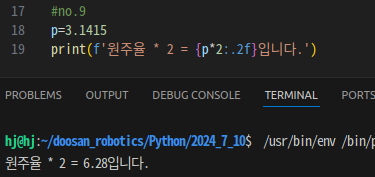 17 #no.9
18 p=3.1415
19 print(f'원주율 * 2 = {p*2:.2f}입니다.')
PROBLEMS OUTPUT DEBUG CONSOLE TERMINAL PORTS
hj@hj:~/doosan_robotics/Python/2024_7_10$ /usr/bin/env /bin/p
원주율 * 2 = 6.28입니다.